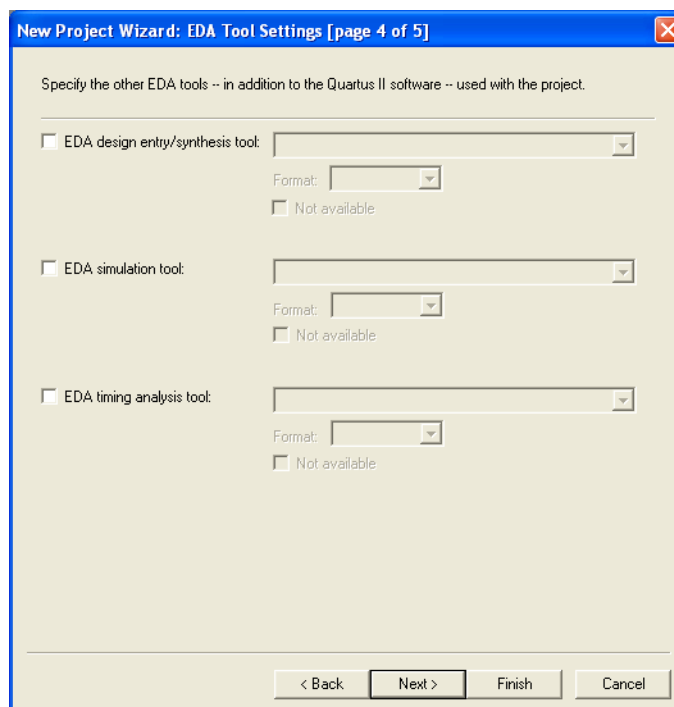 New Project Wizard: EDA Tool Settings [page 4 of 5]
Specify the other EDA tools -- in addition to the Quartus II software -- used with the project.
EDA design entry/synthesis tool:
Format:
Not available
EDA simulation tool:
Format:
Not available
EDA timing analysis tool:
Format:
Not available
< Back Next > Finish Cancel